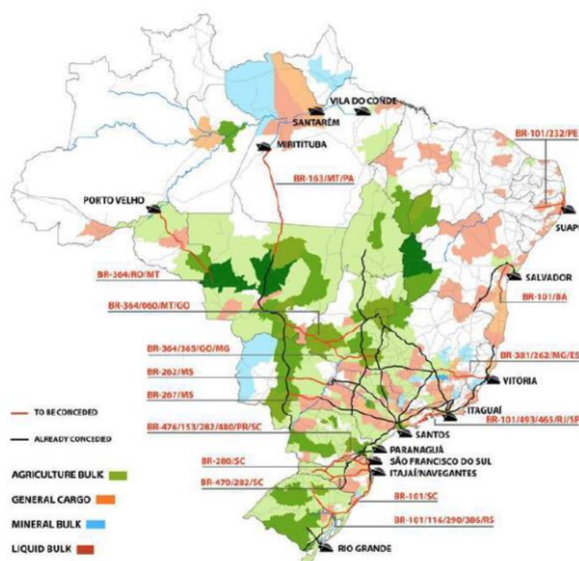 VILA DO CONDE
SANTARÉM
BR-101/232/PE
MIRITITUBA
BR-163/MT/PA
PORTO VELHO
SUAPE
BR-364/RO/MT
SALVADOR
BR-101/BA
BR-364/060/MT/GO
BR-364/365/GO/MG
BR-381/262/MG/ES
BR-262/MS
VITÓRIA
BR-267/MS
ITAGUAÍ
TO BE CONCEDED
BR-101/493/465/RJ/SP
BR-476/153/282/480/PR/SC
SANTOS
ALREADY CONCEDIED
PARANAGUÁ
BR-280/SC
SÃO FRANCISCO DO SUL
ITAJAÍ/NAVEGANTES
AGRICULTURE BULK
BR-470/282/SC
BR-101/SC
GENERAL CARGO
MINERAL BULK
BR-101/116/290/386/RS
LIQUID BULK
RIO GRANDE